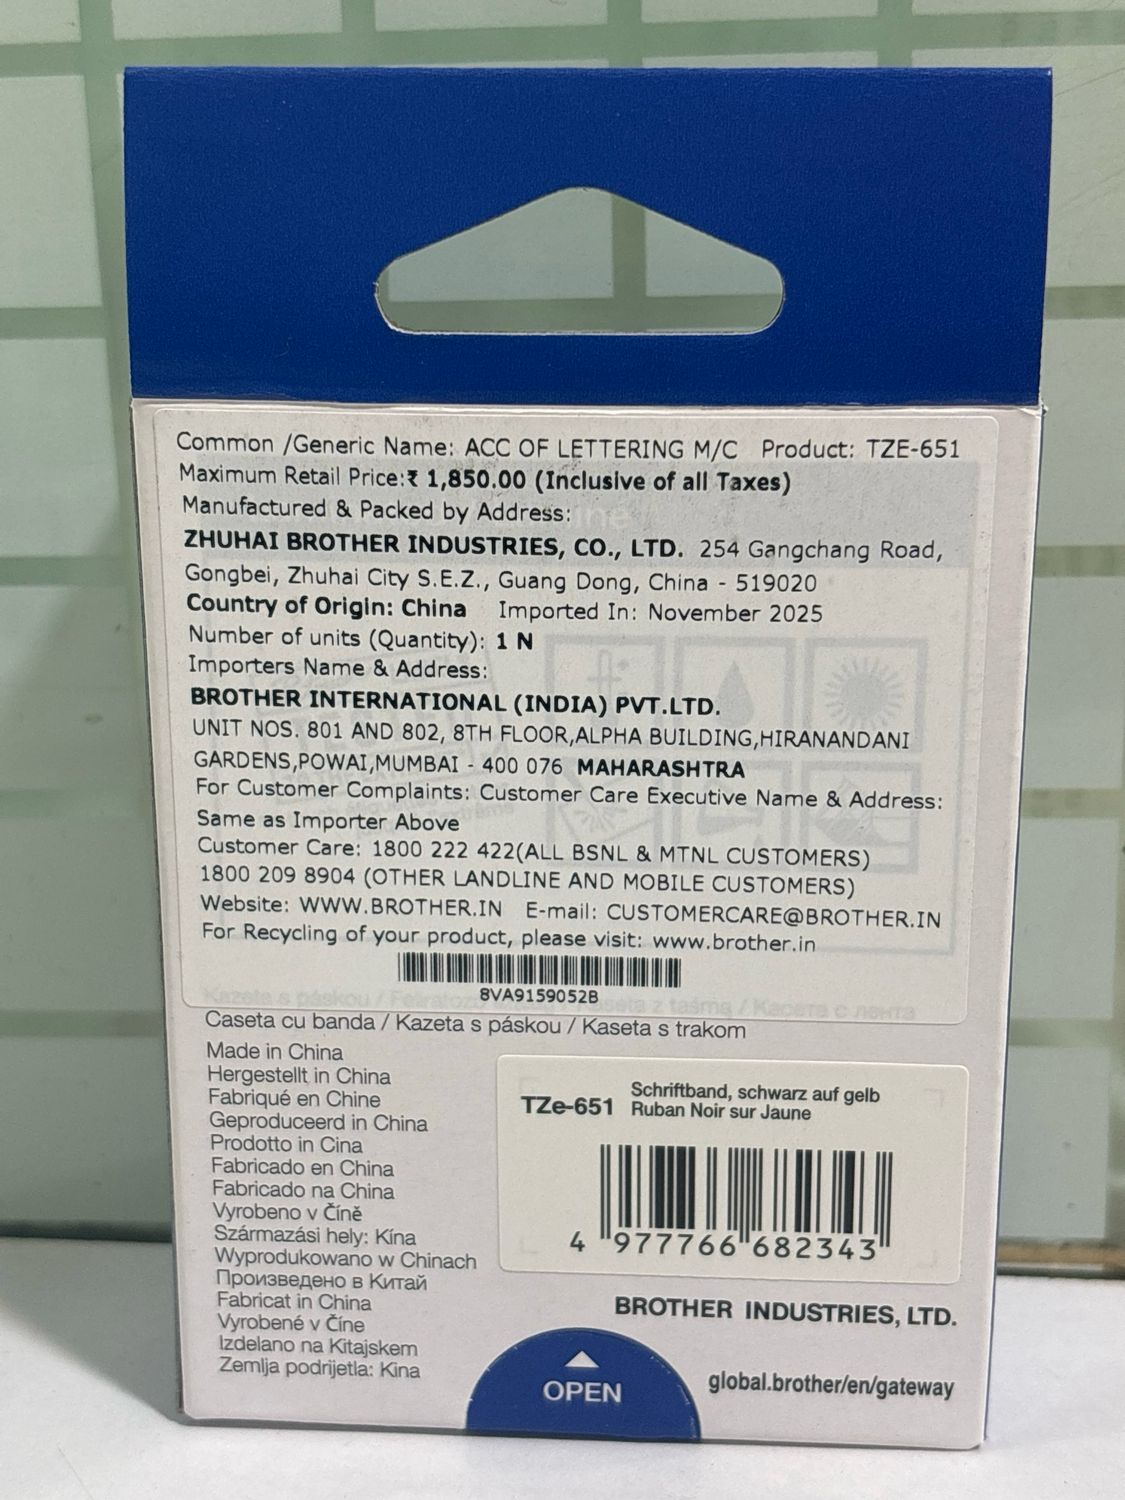 Common /Generic Name: ACC OF LETTERING M/C Product: TZE-651
Maximum Retail Price:₹ 1,850.00 (Inclusive of all Taxes)
Manufactured & Packed by Address:
ZHUHAI BROTHER INDUSTRIES, CO., LTD. 254 Gangchang Road,
Gongbei, Zhuhai City S.E.Z., Guang Dong, China - 519020
Country of Origin: China Imported In: November 2025
Number of units (Quantity): 1 N
Importers Name & Address:
BROTHER INTERNATIONAL (INDIA) PVT.LTD.
UNIT NOS. 801 AND 802, 8TH FLOOR,ALPHA BUILDING,HIRANANDANI
GARDENS,POWAI,MUMBAI - 400 076 MAHARASHTRA
For Customer Complaints: Customer Care Executive Name & Address:
Same as Importer Above
Customer Care: 1800 222 422(ALL BSNL & MTNL CUSTOMERS)
1800 209 8904 (OTHER LANDLINE AND MOBILE CUSTOMERS)
Website: WWW.BROTHER.IN E-mail: CUSTOMERCARE@BROTHER.IN
For Recycling of your product, please visit: www.brother.in
8VA9159052B
Caseta cu banda / Kazeta s páskou / Kaseta s trakom
Made in China
Hergestellt in China
Fabriqué en Chine
Geproduceerd in China
Prodotto in Cina
Fabricado en China
Fabricado na China
Vyrobeno v Číně
Származási hely: Kína
Wyprodukowano w Chinach
Произведено в Китай
Fabricat in China
Vyrobené v Číne
Izdelano na Kitajskem
Zemlja podrijetla: Kina
TZe-651 Schriftband, schwarz auf gelb
Ruban Noir sur Jaune
4 977766 682343
BROTHER INDUSTRIES, LTD.
global.brother/en/gateway
OPEN